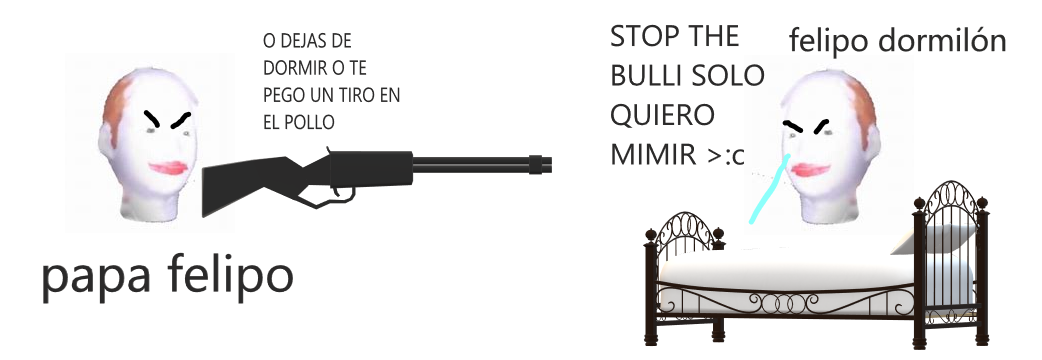 O DEJAS DE
DORMIR O TE
PEGO UN TIRO EN
EL POLLO
papa felipo
STOP THE
BULLI SOLO
QUIERO
MIMIR >:c
felipo dormilón